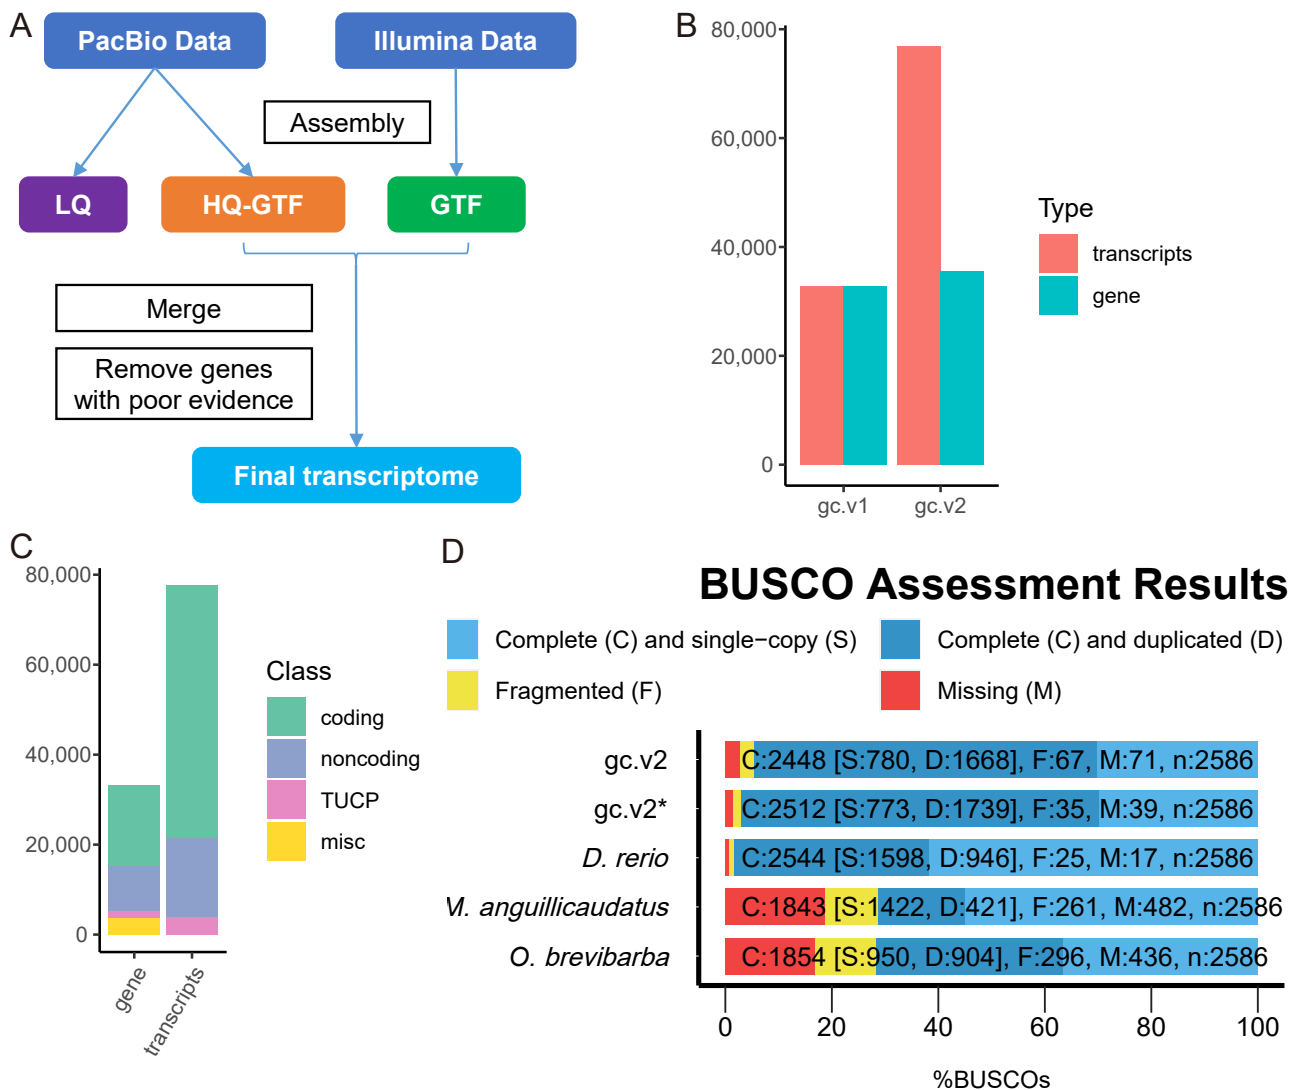 A
PacBio Data
Illumina Data
Assembly
LQ
HQ-GTF
GTF
Merge
Remove genes
with poor evidence
Final transcriptome
B
80,000
60,000
40,000
20,000
0
gc.v1
gc.v2
Type
transcripts
gene
C
80,000
60,000
40,000
20,000
0
gene
transcripts
Class
coding
noncoding
TUCP
misc
D
BUSCO Assessment Results
Complete (C) and single−copy (S)
Complete (C) and duplicated (D)
Fragmented (F)
Missing (M)
gc.v2
C:2448 [S:780, D:1668], F:67, M:71, n:2586
gc.v2*
C:2512 [S:773, D:1739], F:35, M:39, n:2586
D. rerio
C:2544 [S:1598, D:946], F:25, M:17, n:2586
M. anguillicaudatus
C:1843 [S:1422, D:421], F:261, M:482, n:2586
O. brevibarba
C:1854 [S:950, D:904], F:296, M:436, n:2586
0
20
40
60
80
100
%BUSCOs